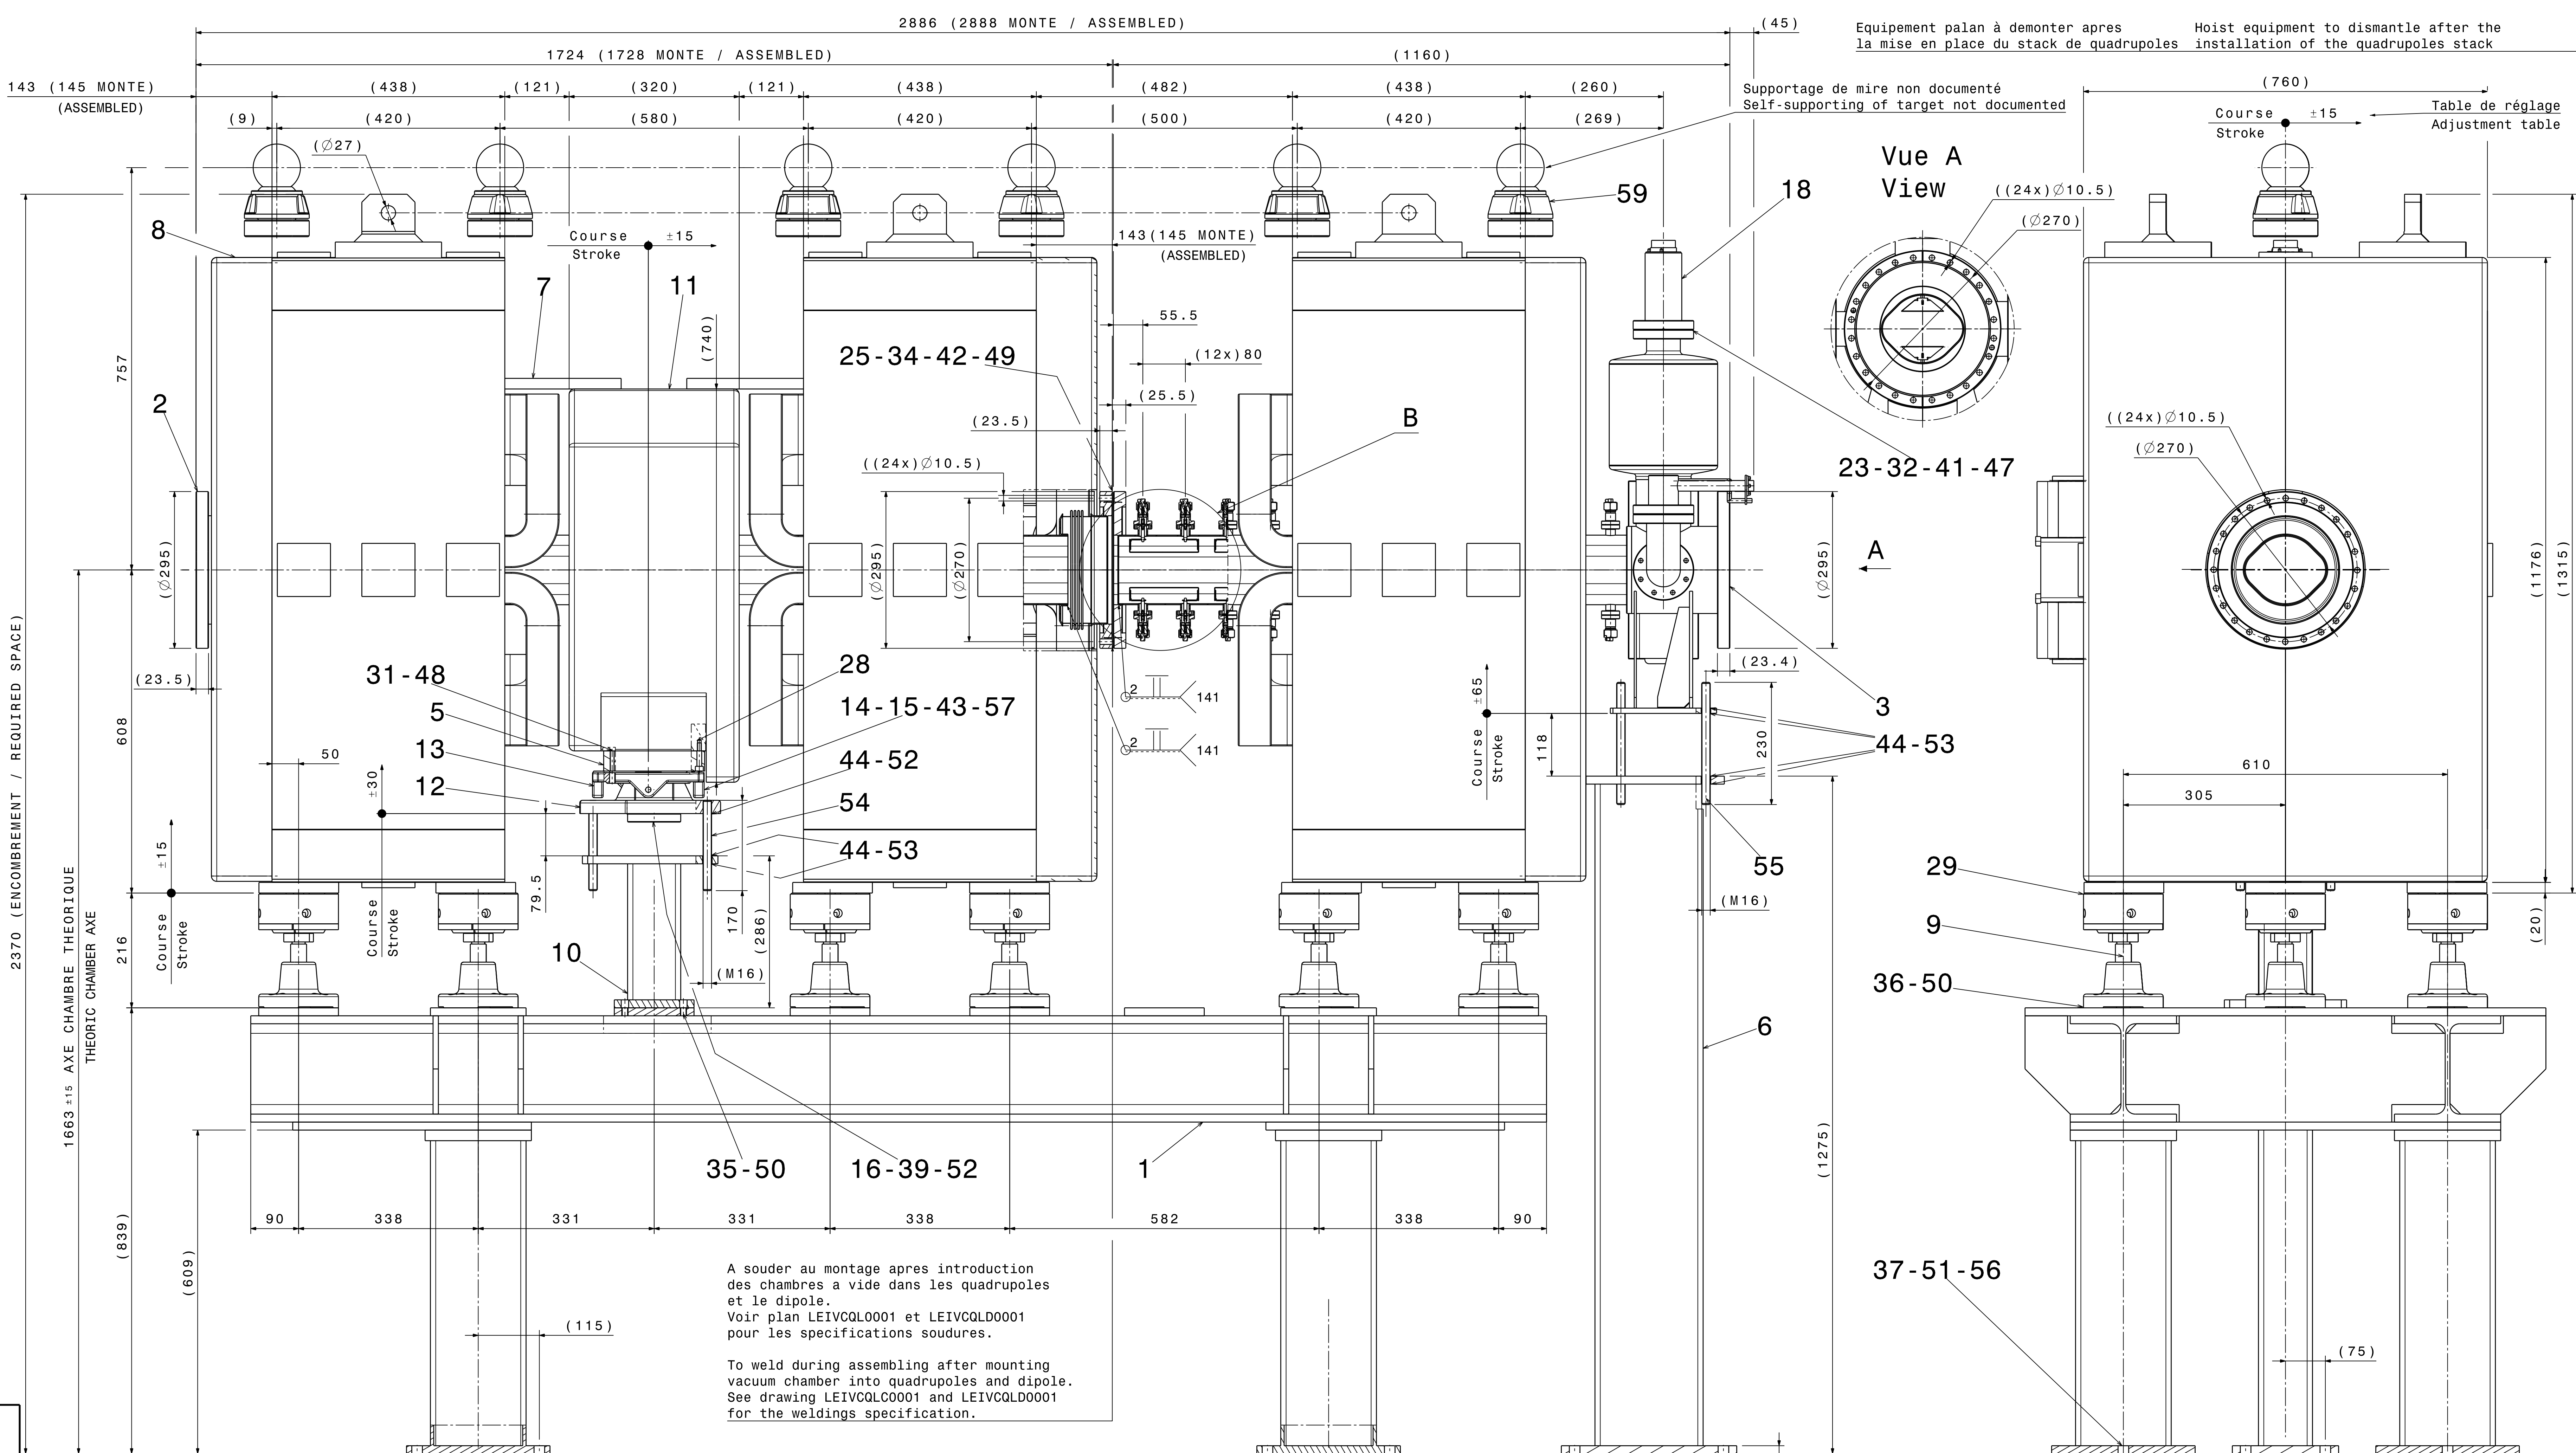 2886 (2888 MONTE / ASSEMBLED)
(45)
Equipement palan à demonter apres
la mise en place du stack de quadrupoles
Hoist equipment to dismantle after the
installation of the quadrupoles stack
1724 (1728 MONTE / ASSEMBLED)
(1160)
143 (145 MONTE)
(ASSEMBLED)
(438)
(121)
(320)
(121)
(438)
(482)
(438)
(260)
Supportage de mire non documenté
Self-supporting of target not documented
(760)
(9)
(420)
(580)
(420)
(500)
(420)
(269)
Course ±15
Stroke
Table de réglage
Adjustment table
(Ø27)
Vue A
View
((24x)Ø10.5)
(Ø270)
59
18
8
Course ±15
Stroke
143(145 MONTE)
(ASSEMBLED)
7
11
(740)
55.5
25-34-42-49
(12x)80
757
2
(25.5)
(23.5)
B
((24x)Ø10.5)
((24x)Ø10.5)
(Ø270)
23-32-41-47
(Ø295)
(Ø295)
(Ø270)
(Ø295)
A
(1176)
(1315)
2370 (ENCOMBREMENT / REQUIRED SPACE)
(23.5)
31-48
28
2
141
(23.4)
5
14-15-43-57
Course ±65
Stroke
3
608
50
13
2
141
118
230
44-53
44-52
12
610
±30
54
305
±15
44-53
55
29
1663 ±15 AXE CHAMBRE THEORIQUE
THEORIC CHAMBER AXE
79.5
170
(286)
(M16)
(20)
216
Course
Stroke
Course
Stroke
10
(M16)
9
36-50
6
35-50
16-39-52
1
(1275)
90
338
331
331
338
582
338
90
(839)
(609)
37-51-56
A souder au montage apres introduction
des chambres a vide dans les quadrupoles
et le dipole.
Voir plan LEIVCQL0001 et LEIVCQLD0001
pour les specifications soudures.
(115)
(75)
To weld during assembling after mounting
vacuum chamber into quadrupoles and dipole.
See drawing LEIVCQLC0001 and LEIVCQLD0001
for the weldings specification.